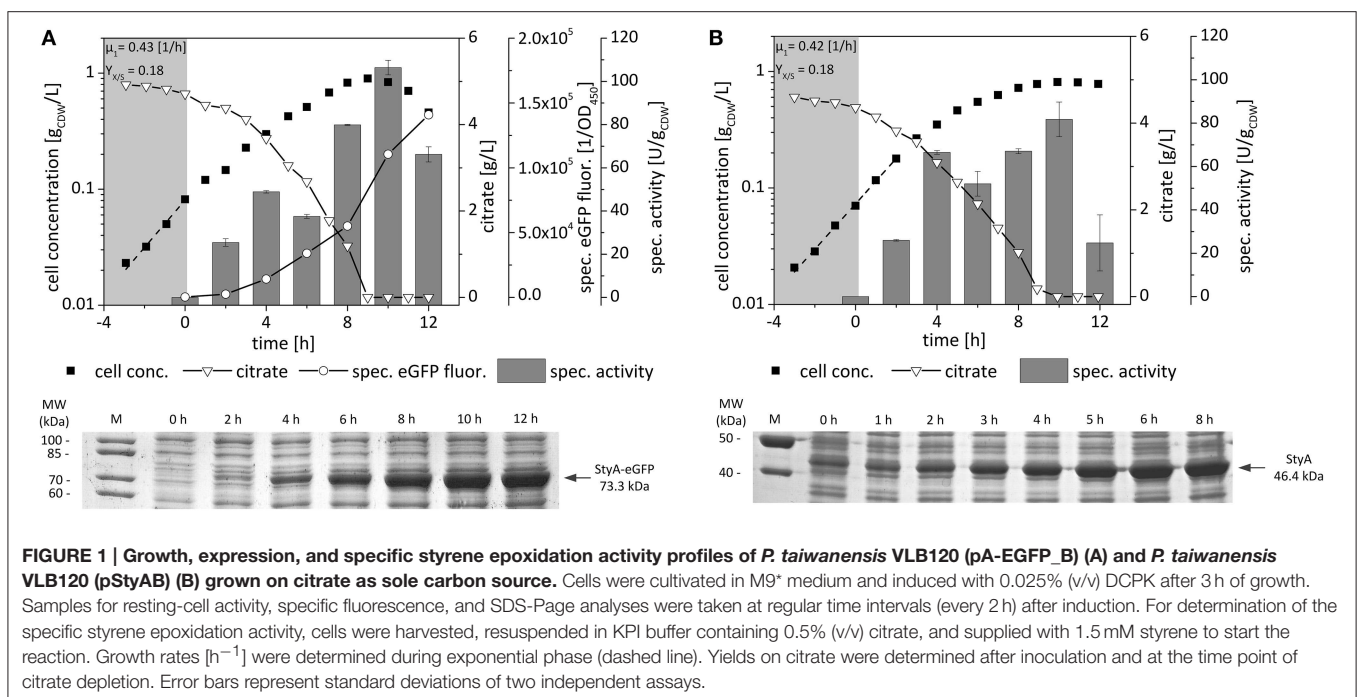 A
μ1= 0.43 [1/h]
YX/S = 0.18
cell concentration [gCDW/L]
1
0.1
0.01
-4 0 4 8 12
time [h]
6
4
2
0
citrate [g/L]
2.0x10^5
1.5x10^5
1.0x10^5
5.0x10^4
0.0
spec. eGFP fluor. [1/OD450]
120
100
80
60
40
20
0
spec. activity [U/gCDW]
cell conc. citrate spec. eGFP fluor. spec. activity
MW (kDa)
M 0 h 2 h 4 h 6 h 8 h 10 h 12 h
100 -
85 -
70 -
60 -
StyA-eGFP
73.3 kDa
B
μ1= 0.42 [1/h]
YX/S = 0.18
cell concentration [gCDW/L]
1
0.1
0.01
-4 0 4 8 12
time [h]
6
4
2
0
citrate [g/L]
120
100
80
60
40
20
0
spec. activity [U/gCDW]
cell conc. citrate spec. activity
MW (kDa)
M 0 h 1 h 2 h 3 h 4 h 5 h 6 h 8 h
50 -
40 -
StyA
46.4 kDa
FIGURE 1 | Growth, expression, and specific styrene epoxidation activity profiles of P. taiwanensis VLB120 (pA-EGFP_B) (A) and P. taiwanensis
VLB120 (pStyAB) (B) grown on citrate as sole carbon source. Cells were cultivated in M9* medium and induced with 0.025% (v/v) DCPK after 3 h of growth.
Samples for resting-cell activity, specific fluorescence, and SDS-Page analyses were taken at regular time intervals (every 2 h) after induction. For determination of the
specific styrene epoxidation activity, cells were harvested, resuspended in KPI buffer containing 0.5% (v/v) citrate, and supplied with 1.5 mM styrene to start the
reaction. Growth rates [h−1] were determined during exponential phase (dashed line). Yields on citrate were determined after inoculation and at the time point of
citrate depletion. Error bars represent standard deviations of two independent assays.